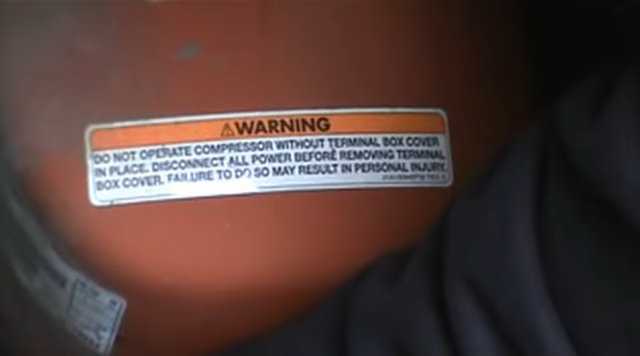 ⚠WARNING
DO NOT OPERATE COMPRESSOR WITHOUT TERMINAL BOX COVER
IN PLACE. DISCONNECT ALL POWER BEFORE REMOVING TERMINAL
BOX COVER. FAILURE TO DO SO MAY RESULT IN PERSONAL INJURY.